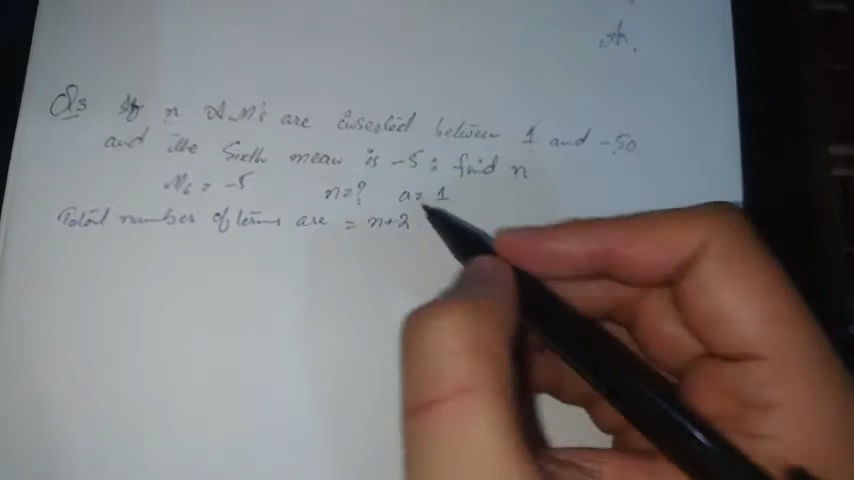 A.
Q3 If n A.M's are inserted between 1 and -50
and the Sixth mean is -5 : find n
M6 = -5 n=? a= 1
Total number of terms are = n+2